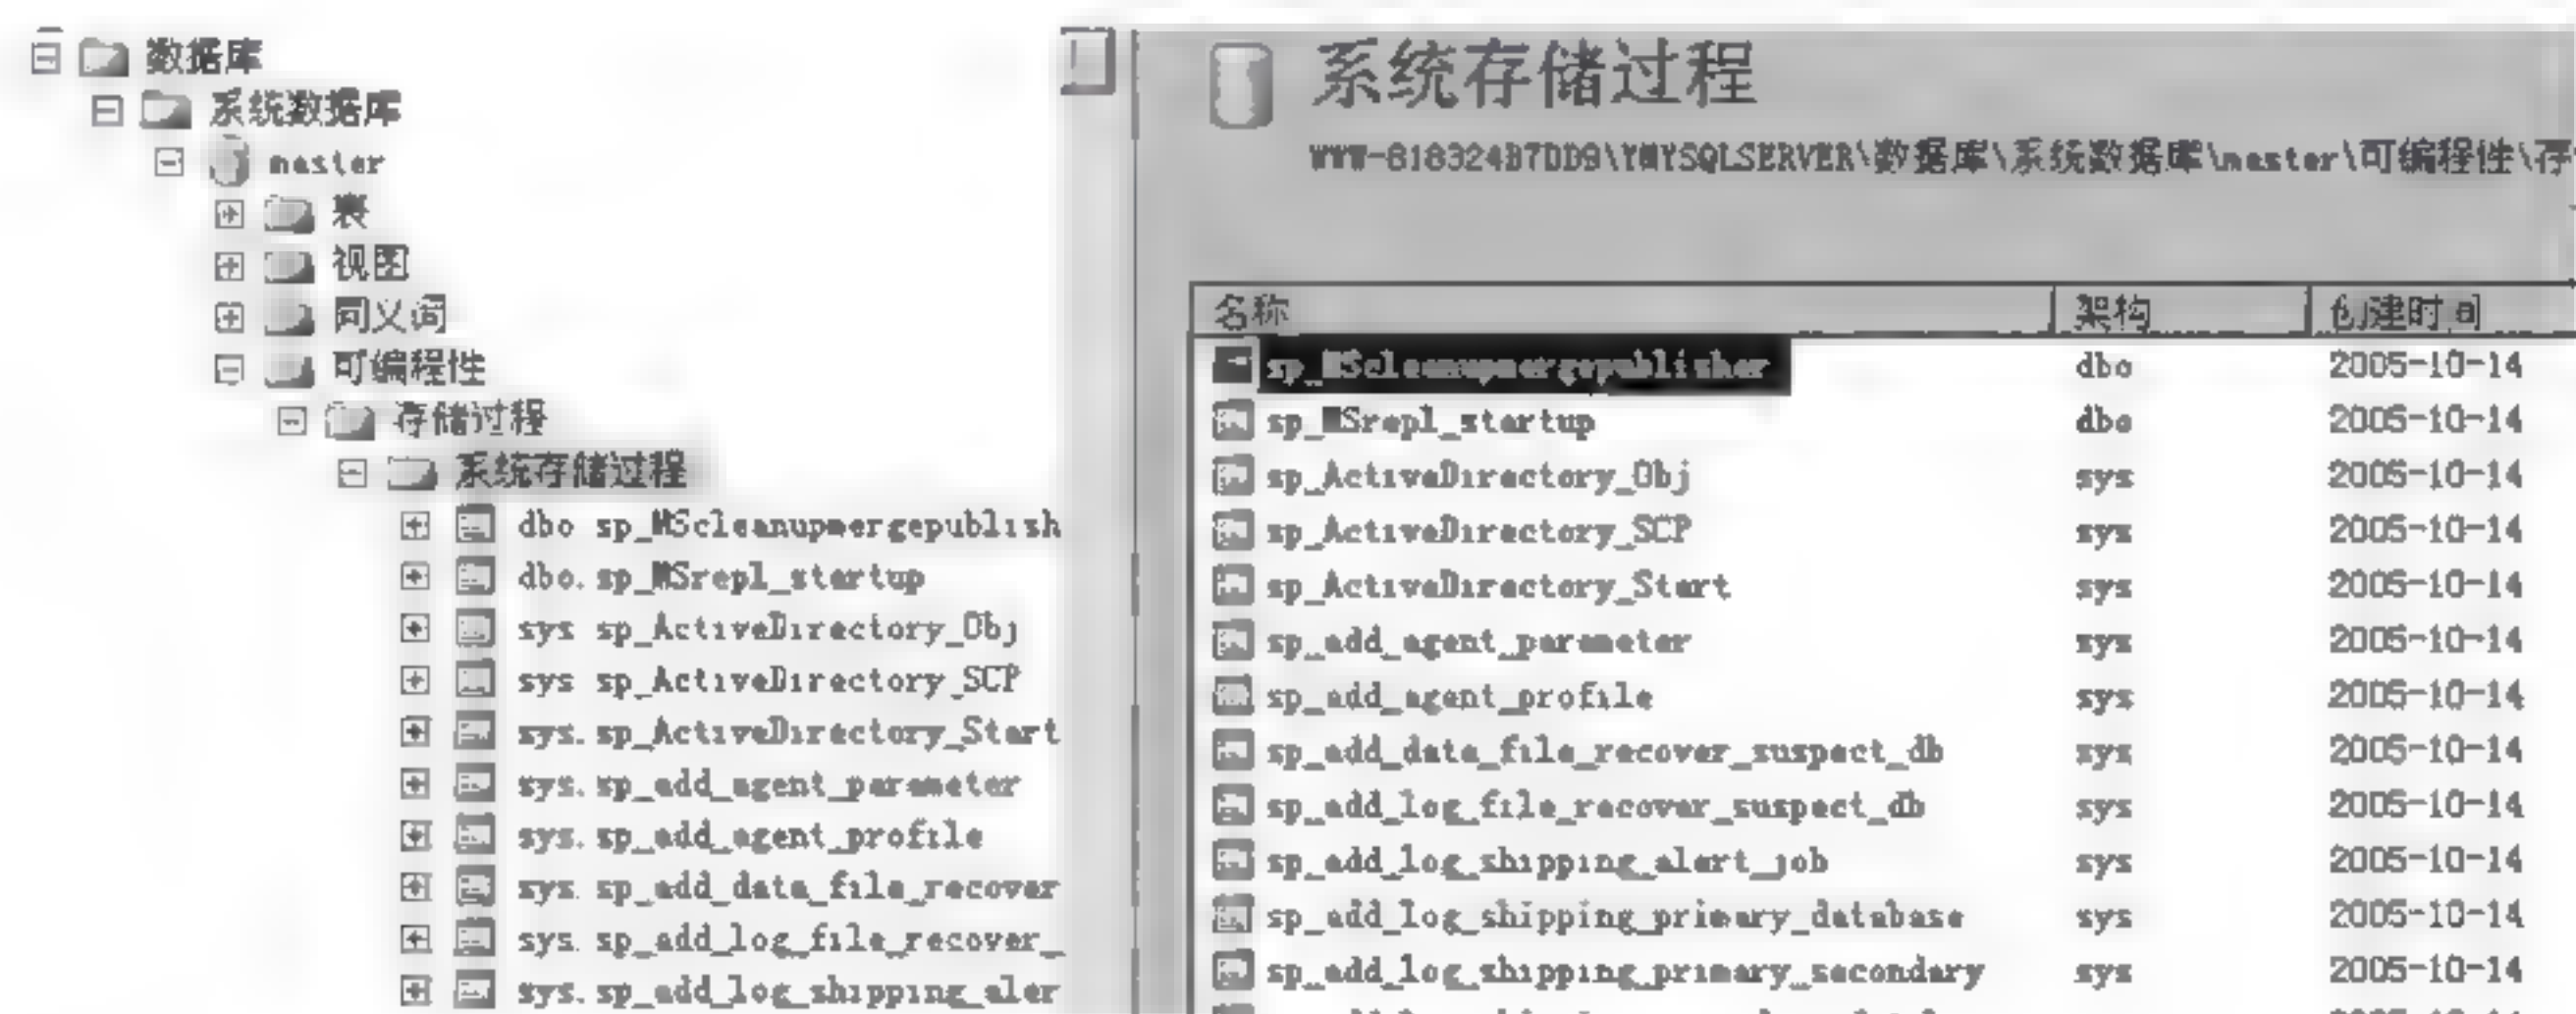 数据库
系统数据库
master
表
视图
同义词
可编程性
存储过程
系统存储过程
dbo sp_MScleanupmergepublish
dbo.sp_MSrepl_startup
sys sp_ActiveDirectory_Obj
sys sp_ActiveDirectory_SCP
sys.sp_ActiveDirectory_Start
sys.sp_add_agent_parameter
sys.sp_add_agent_profile
sys.sp_add_data_file_recover
sys.sp_add_log_file_recover_
sys.sp_add_log_shipping_aler
系统存储过程
WWW-818324B7DD9\YMYSQLSERVER\数据库\系统数据库\master\可编程性\存
名称 架构 创建时间
sp_MScleanupmergepublisher dbo 2005-10-14
sp_MSrepl_startup dbo 2005-10-14
sp_ActiveDirectory_Obj sys 2005-10-14
sp_ActiveDirectory_SCP sys 2005-10-14
sp_ActiveDirectory_Start sys 2005-10-14
sp_add_agent_parameter sys 2005-10-14
sp_add_agent_profile sys 2005-10-14
sp_add_data_file_recover_suspect_db sys 2005-10-14
sp_add_log_file_recover_suspect_db sys 2005-10-14
sp_add_log_shipping_alert_job sys 2005-10-14
sp_add_log_shipping_primary_database sys 2005-10-14
sp_add_log_shipping_primary_secondary sys 2005-10-14